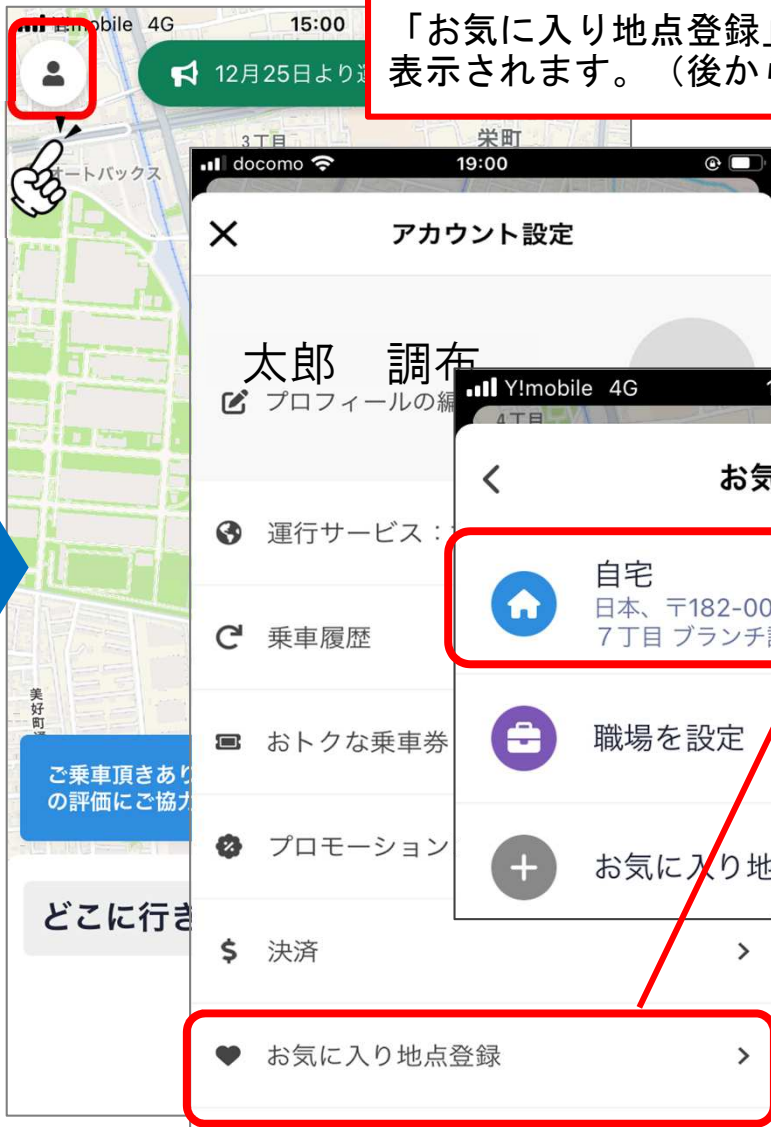 「お気に入り地点登録」
表示されます。（後から
Y!mobile 4G 15:00
12月25日より
3丁目
栄町
オートバックス
美好町通
ご乗車頂きあり
の評価にご協力
どこに行き
docomo 19:00
アカウント設定
太郎 調布
プロフィールの編
運行サービス：
乗車履歴
おトクな乗車券
プロモーション
決済
お気に入り地点登録
Y!mobile 4G 1
4丁目
お気
自宅
日本、〒182-00
７丁目 ブランチ
職場を設定
お気に入り地